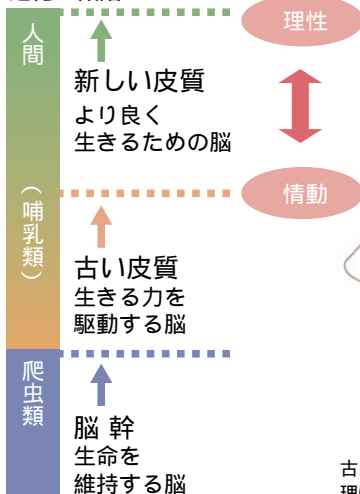 人間
理性
新しい皮質
より良く
生きるための脳
(哺乳類)
情動
古い皮質
生きる力を
駆動する脳
爬虫類
脳 幹
生命を
維持する脳
古